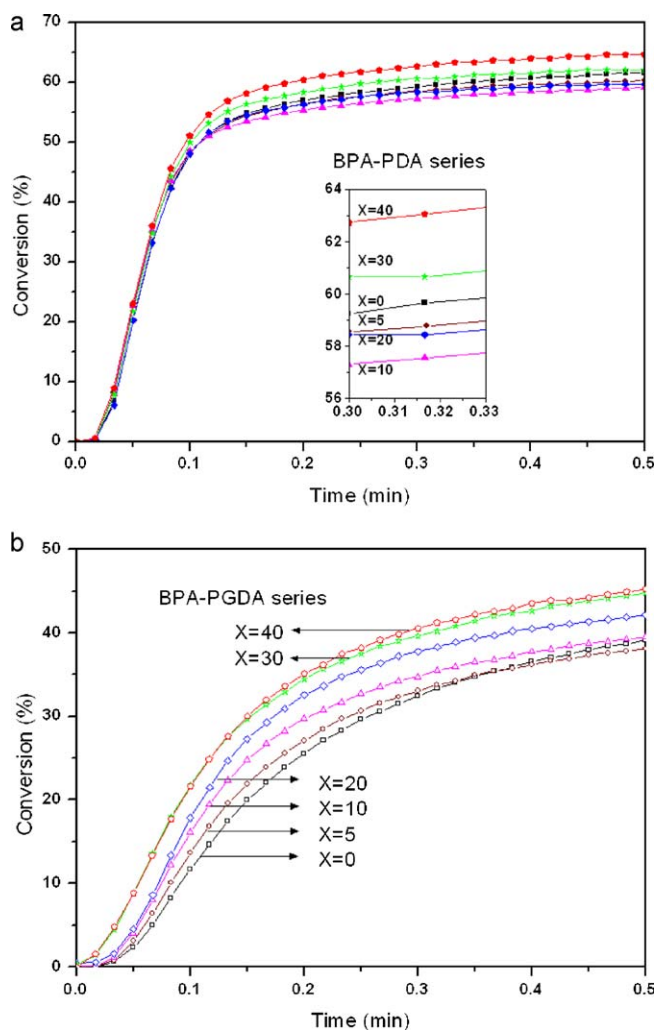 a
70
60
50
40
30
20
10
0
Conversion (%)
BPA-PDA series
64
62
60
58
56
X=40
X=30
X=0
X=5
X=20
X=10
0.30 0.31 0.32 0.33
0.0 0.1 0.2 0.3 0.4 0.5
Time (min)
b
50
40
30
20
10
0
Conversion (%)
BPA-PGDA series
X=40
X=30
X=20
X=10
X=5
X=0
0.0 0.1 0.2 0.3 0.4 0.5
Time (min)